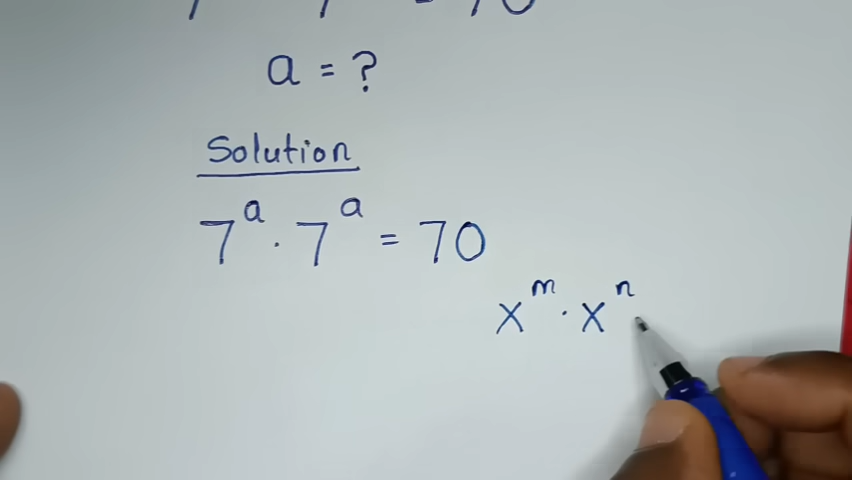 a = ?
Solution
7^a · 7^a = 70
x^m · x^n